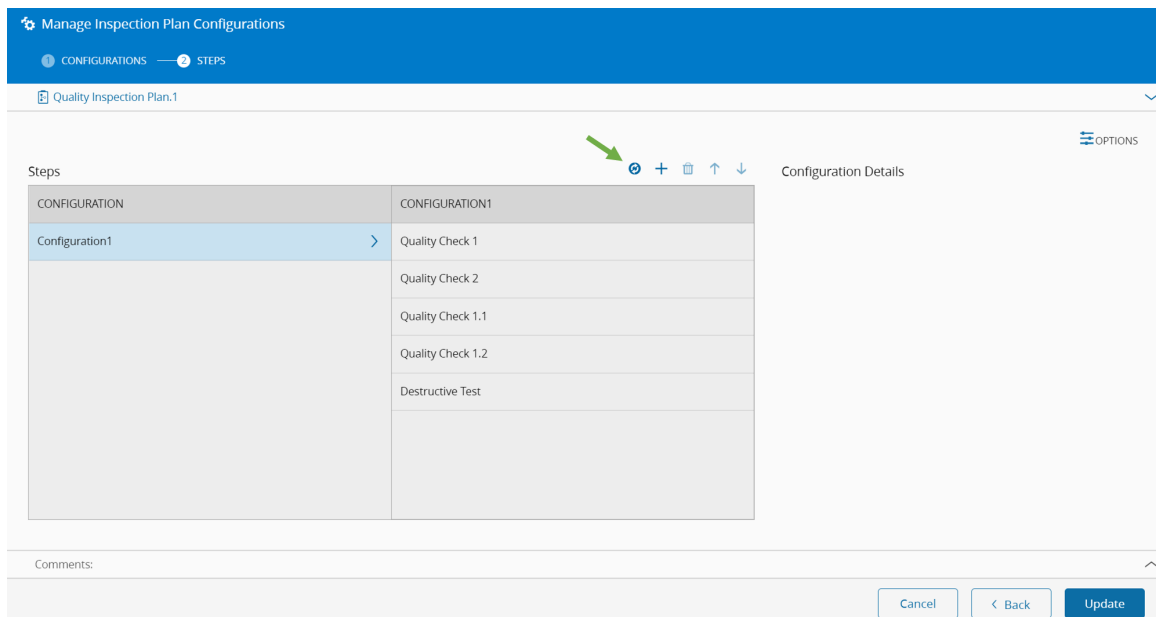 Manage Inspection Plan Configurations
1 CONFIGURATIONS 2 STEPS
Quality Inspection Plan.1
OPTIONS
Steps
Configuration Details
CONFIGURATION
CONFIGURATION1
Configuration1
Quality Check 1
Quality Check 2
Quality Check 1.1
Quality Check 1.2
Destructive Test
Comments:
Cancel
Back
Update